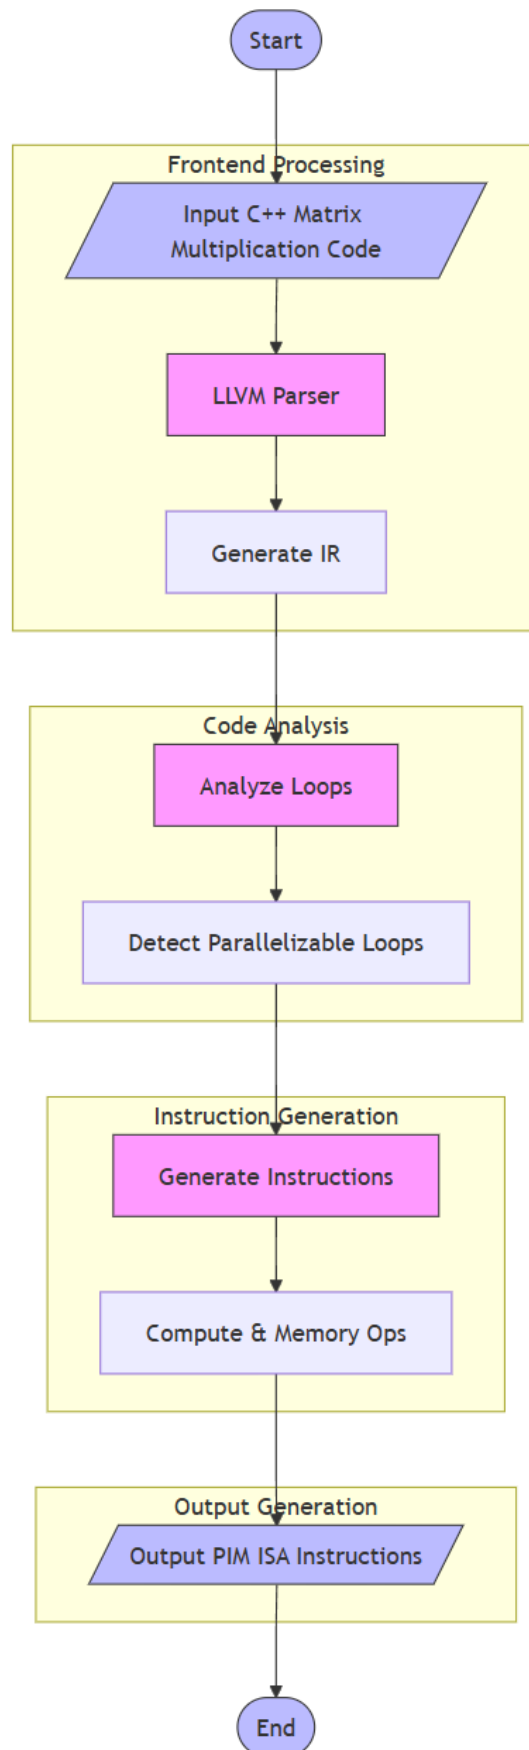 Start
Frontend Processing
Input C++ Matrix
Multiplication Code
LLVM Parser
Generate IR
Code Analysis
Analyze Loops
Detect Parallelizable Loops
Instruction Generation
Generate Instructions
Compute & Memory Ops
Output Generation
Output PIM ISA Instructions
End